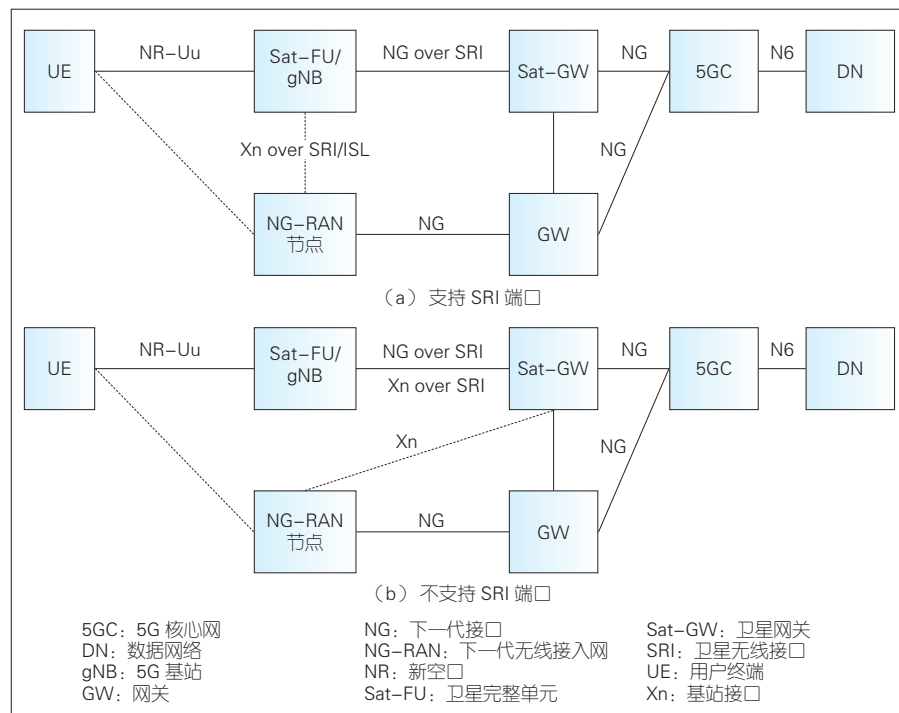 NR-Uu
NG over SRI
NG
N6
UE
Sat-FU/
gNB
Sat-GW
5GC
DN
Xn over SRI/ISL
NG
NG-RAN
节点
NG
GW
（a）支持 SRI 端口
NR-Uu
NG over SRI
NG
N6
UE
Sat-FU/
gNB
Xn over SRI
Sat-GW
5GC
DN
Xn
NG
NG-RAN
节点
NG
GW
（b）不支持 SRI 端口
5GC：5G 核心网
DN：数据网络
gNB：5G 基站
GW：网关
NG：下一代接口
NG-RAN：下一代无线接入网
NR：新空口
Sat-FU：卫星完整单元
Sat-GW：卫星网关
SRI：卫星无线接口
UE：用户终端
Xn：基站接口